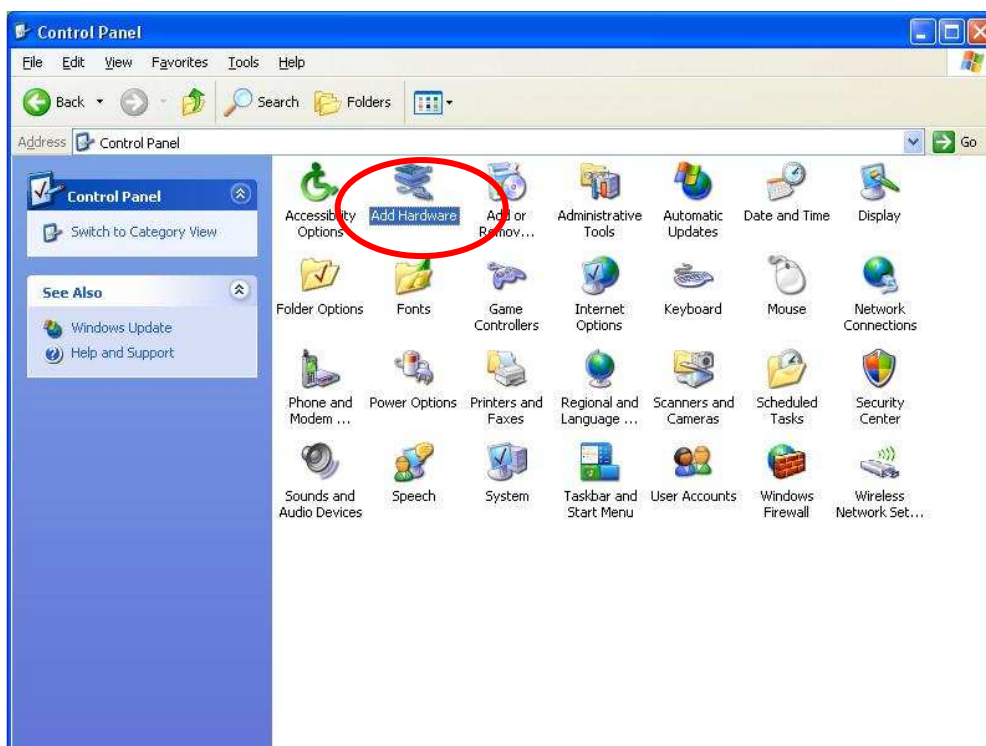 Control Panel
File Edit View Favorites Tools Help
Back Search Folders
Address Control Panel Go
Control Panel
Switch to Category View
See Also
Windows Update
Help and Support
Accessibility Add Hardware Add or Administrative Automatic Date and Time Display
Options Remov... Tools Updates
Folder Options Fonts Game Internet Keyboard Mouse Network
Controllers Options Connections
Phone and Power Options Printers and Regional and Scanners and Scheduled Security
Modem ... Faxes Language ... Cameras Tasks Center
Sounds and Speech System Taskbar and User Accounts Windows Wireless
Audio Devices Start Menu Firewall Network Set...